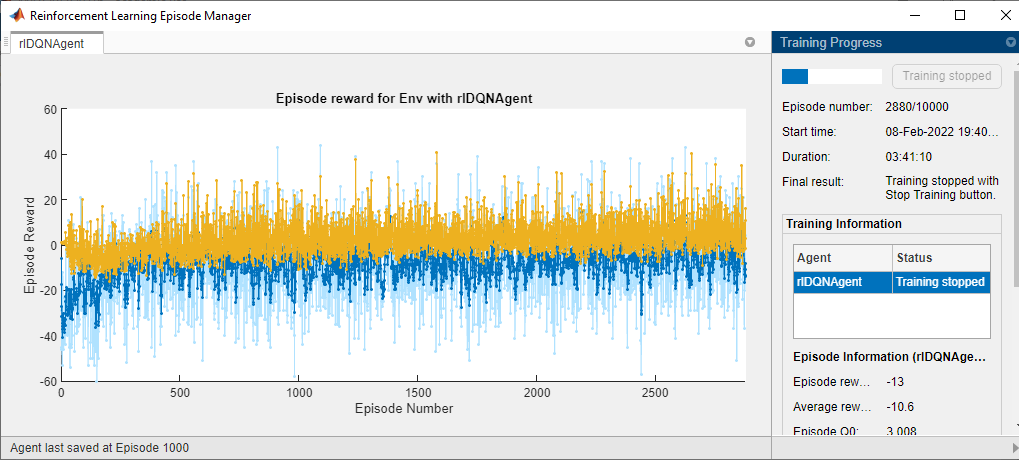 Reinforcement Learning Episode Manager
rlDQNAgent
Episode reward for Env with rlDQNAgent
60
40
20
0
-20
-40
-60
Episode Reward
0
500
1000
1500
2000
2500
Episode Number
Agent last saved at Episode 1000
Training Progress
Training stopped
Episode number: 2880/10000
Start time: 08-Feb-2022 19:40...
Duration: 03:41:10
Final result: Training stopped with
Stop Training button.
Training Information
Agent Status
rlDQNAgent Training stopped
Episode Information (rlDQNAge...
Episode rew... -13
Average rew... -10.6
Episode Q0: 3.008